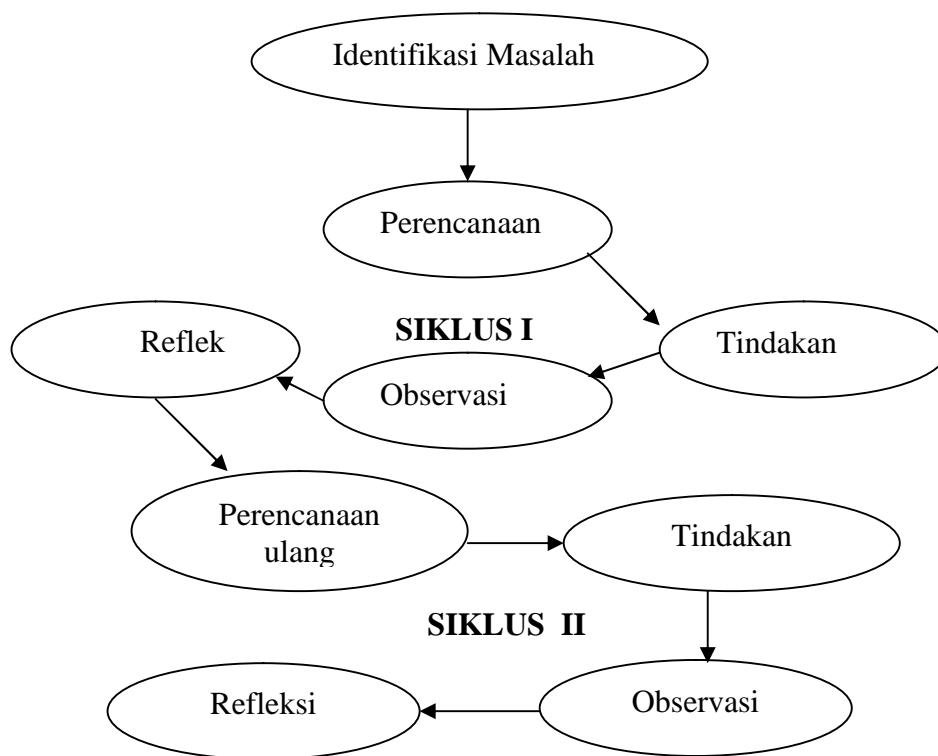 Identifikasi Masalah
Perencanaan
SIKLUS I
Reflek
Tindakan
Observasi
Perencanaan
ulang
Tindakan
SIKLUS II
Refleksi
Observasi